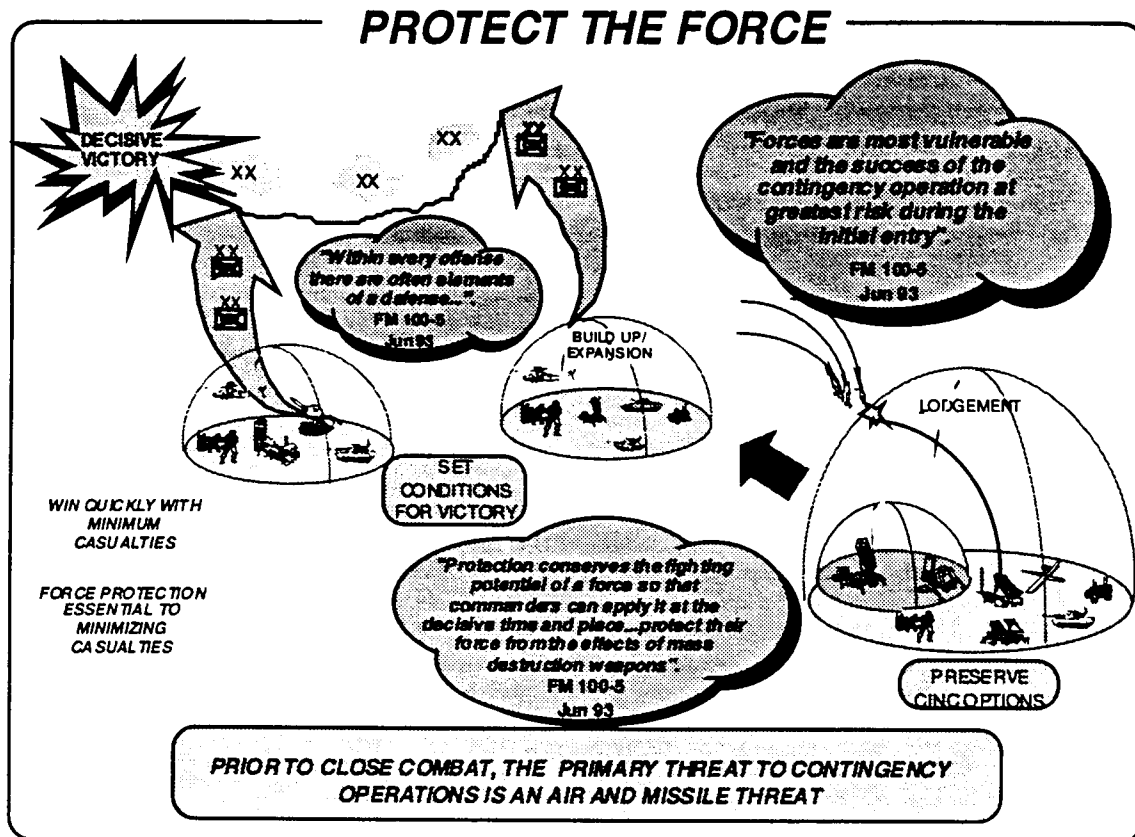 PROTECT THE FORCE
DECISIVE
VICTORY
XX
XX
XX
XX
XX
XX
XX
"Forces are most vulnerable
and the success of the
contingency operation at
greatest risk during the
initial entry".
FM 100-5
Jun 93
"Within every offense
there are often elements
of a defense...".
FM 100-5
Jun 93
BUILD UP/
EXPANSION
LODGEMENT
SET
CONDITIONS
FOR VICTORY
WIN QUICKLY WITH
MINIMUM
CASUALTIES
FORCE PROTECTION
ESSENTIAL TO
MINIMIZING
CASUALTIES
"Protection conserves the fighting
potential of a force so that
commanders can apply it at the
decisive time and place...protect their
force from the effects of mass
destruction weapons".
FM 100-5
Jun 93
PRESERVE
CINC OPTIONS
PRIOR TO CLOSE COMBAT, THE PRIMARY THREAT TO CONTINGENCY
OPERATIONS IS AN AIR AND MISSILE THREAT